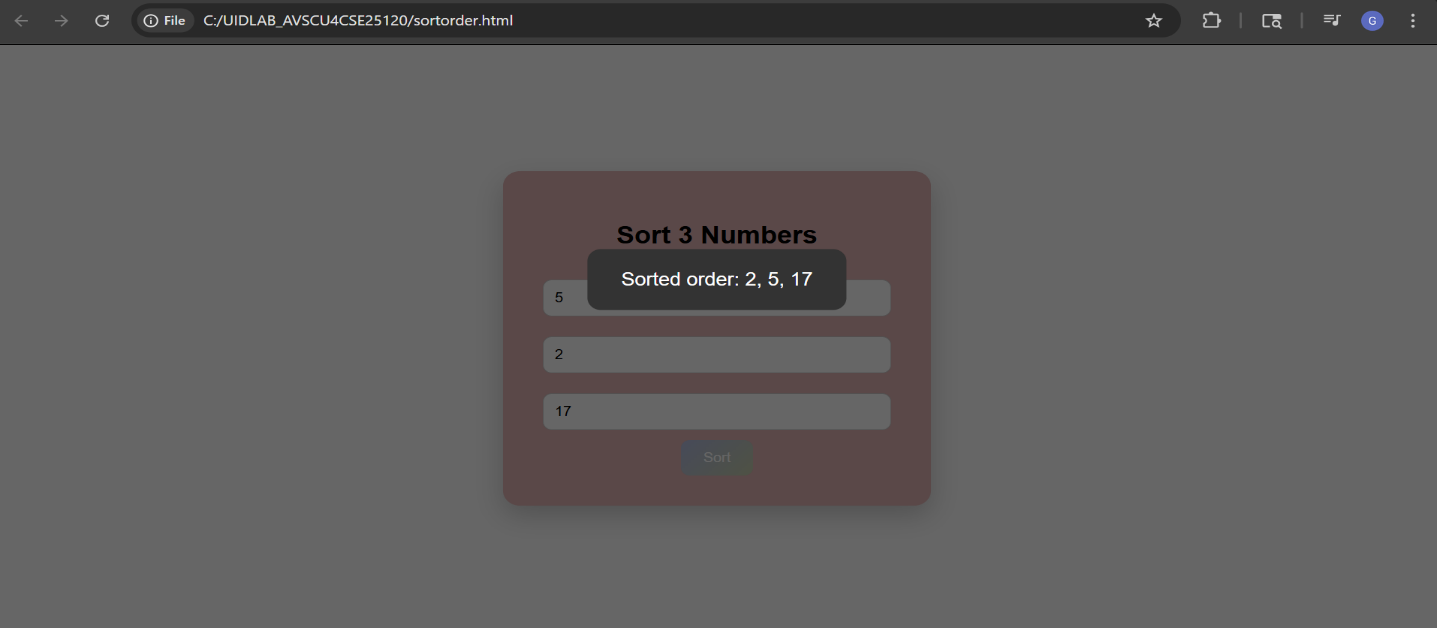 File C:/UIDLAB_AVSCU4CSE25120/sortorder.html G
Sort 3 Numbers
Sorted order: 2, 5, 17
5
2
17
Sort